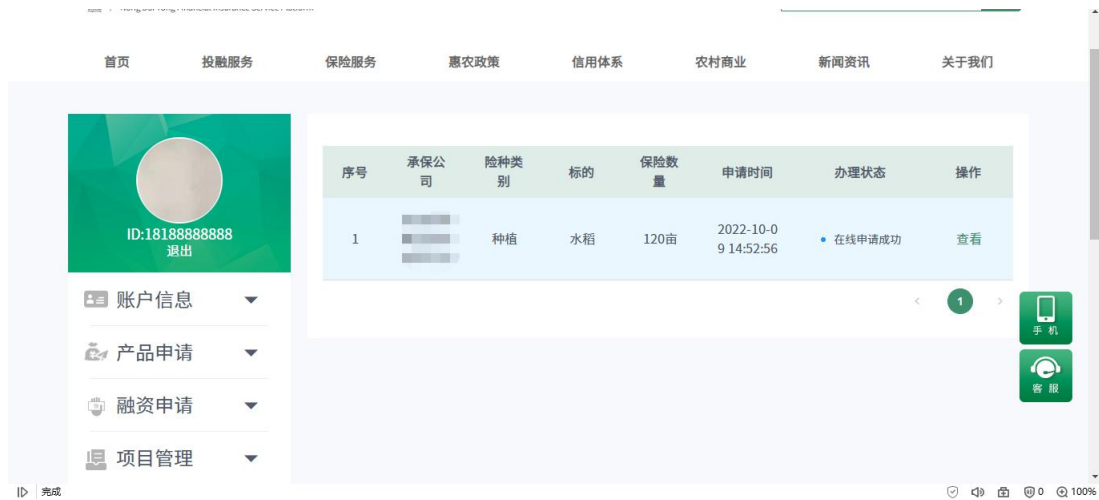 首页 投融服务 保险服务 惠农政策 信用体系 农村商业 新闻资讯 关于我们
ID:18188888888
退出
账户信息
产品申请
融资申请
项目管理
序号 承保公司 险种类别 标的 保险数量 申请时间 办理状态 操作
1 种植 水稻 120亩 2022-10-0
9 14:52:56 在线申请成功 查看
1
手机
客服
完成
0 100%